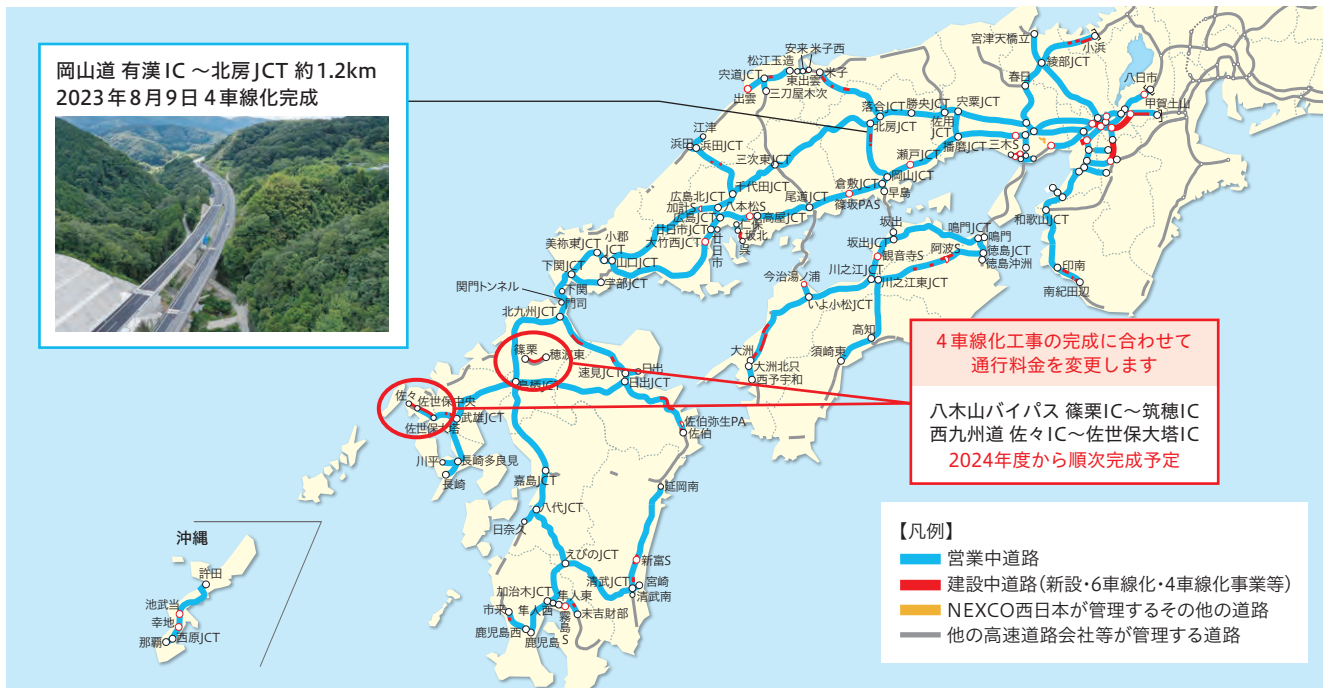 岡山道 有漢IC ～北房JCT 約1.2km
2023年8月9日 4車線化完成
宮津天橋立
小浜
綾部JCT
春日
八日市
甲賀土山
安来
米子西
松江玉造
宍道JCT
東出雲
米子
出雲
三刀屋木次
落合JCT
勝央JCT
宍粟JCT
佐用JCT
北房JCT
播磨JCT
三木S
江津
浜田
浜田JCT
三次東JCT
瀬戸JCT
岡山JCT
倉敷JCT
早島
篠坂PAS
千代田JCT
尾道JCT
広島北JCT
加計S
八本松S
広島JCT
高屋JCT
仁保
坂北
呉
廿日市JCT
廿日市
大竹西JCT
和歌山JCT
印南
南紀田辺
坂出
坂出JCT
鳴門JCT
鳴門
徳島JCT
徳島沖洲
阿波S
観音寺S
川之江JCT
川之江東JCT
今治湯ノ浦
いよ小松JCT
高知
須崎東
大洲
大洲北只
西予宇和
小郡JCT
美祢東JCT
山口JCT
下関JCT
宇部JCT
関門トンネル
下関
門司
北九州JCT
篠栗
穂波東
日出
速見JCT
日出JCT
鳥栖JCT
佐々
佐世保中央
佐世保大塔
武雄JCT
佐伯弥生PA
佐伯
川平
長崎多良見
長崎
嘉島JCT
延岡南
八代JCT
日奈久
えびのJCT
新富S
清武JCT
宮崎
清武南
加治木JCT
隼人東
隼人西
市来
霧島S
末吉財部
鹿児島西
鹿児島
沖縄
許田
池武当
幸地
西原JCT
那覇
4車線化工事の完成に合わせて
通行料金を変更します
八木山バイパス 篠栗IC～筑穂IC
西九州道 佐々IC～佐世保大塔IC
2024年度から順次完成予定
【凡例】
営業中道路
建設中道路（新設・6車線化・4車線化事業等）
NEXCO西日本が管理するその他の道路
他の高速道路会社等が管理する道路